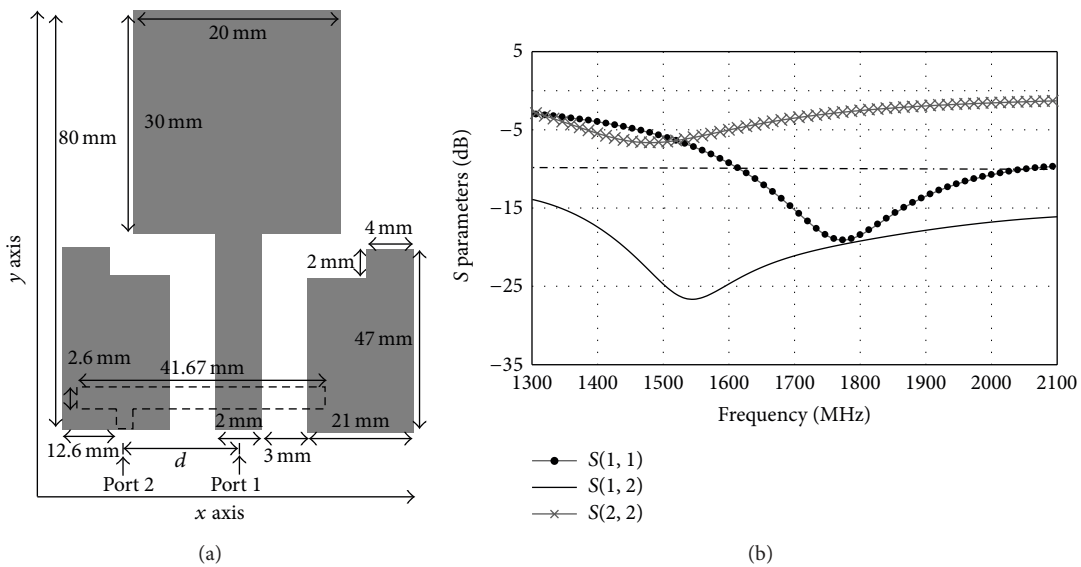 20 mm
80 mm
30 mm
4 mm
2 mm
47 mm
2.6 mm
41.67 mm
2 mm
21 mm
12.6 mm
d
3 mm
Port 2
Port 1
x axis
y axis
(a)
5
−5
−15
−25
−35
S parameters (dB)
1300 1400 1500 1600 1700 1800 1900 2000 2100
Frequency (MHz)
S(1, 1)
S(1, 2)
S(2, 2)
(b)